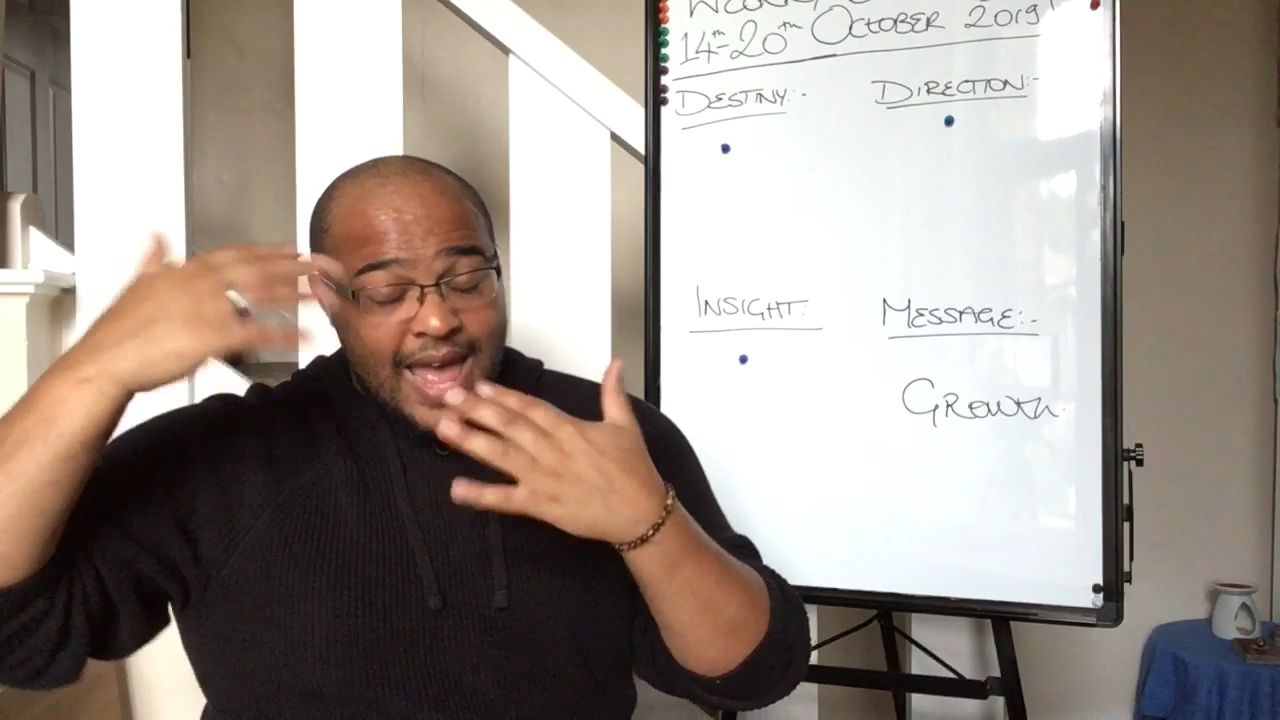 14th-20th OCTOBER 2019
DESTINY:-
DIRECTION:-
INSIGHT:
MESSAGE:-
GROWTH.